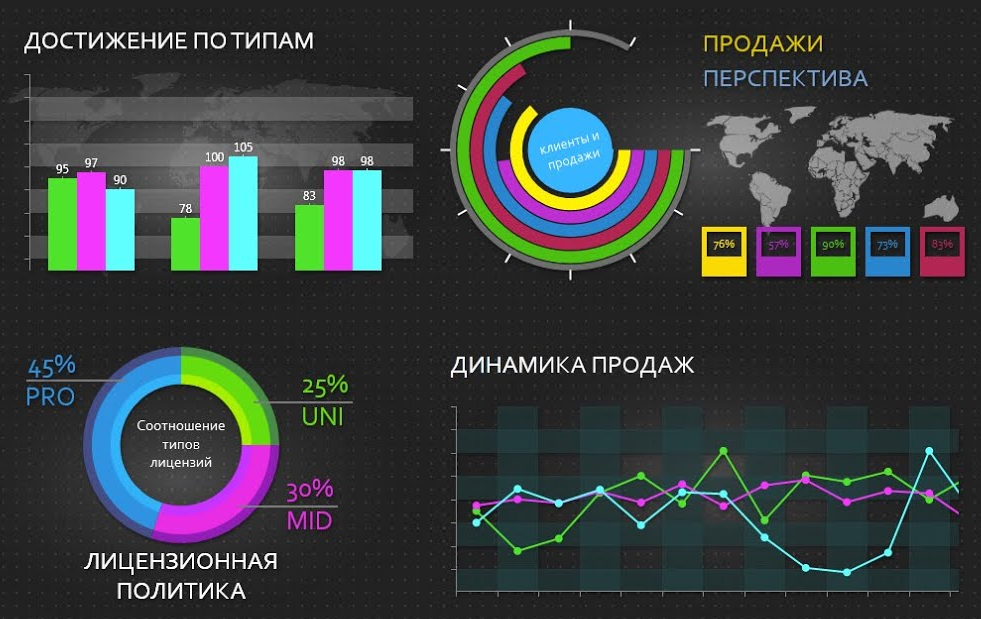 ДОСТИЖЕНИЕ ПО ТИПАМ
95
97
90
78
100
105
83
98
98
клиенты и
продажи
ПРОДАЖИ
ПЕРСПЕКТИВА
76%
57%
90%
73%
83%
45%
PRO
Соотношение
типов
лицензий
25%
UNI
30%
MID
ЛИЦЕНЗИОННАЯ
ПОЛИТИКА
ДИНАМИКА ПРОДАЖ